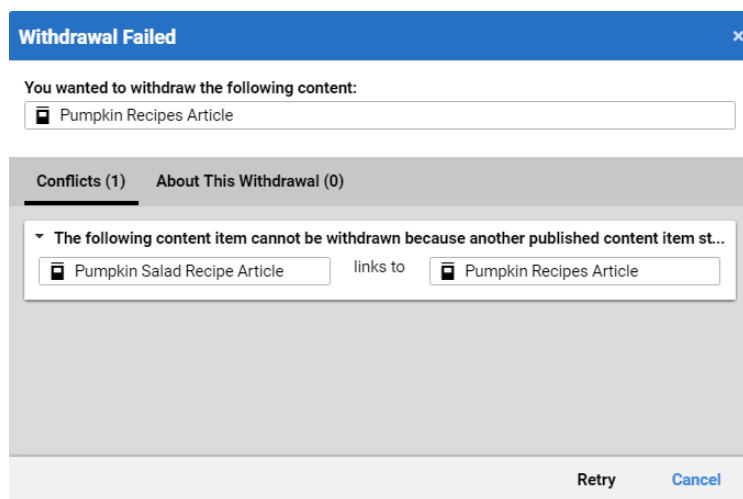 Withdrawal Failed ×
You wanted to withdraw the following content:
Pumpkin Recipes Article
Conflicts (1) About This Withdrawal (0)
The following content item cannot be withdrawn because another published content item st...
Pumpkin Salad Recipe Article links to Pumpkin Recipes Article
Retry Cancel